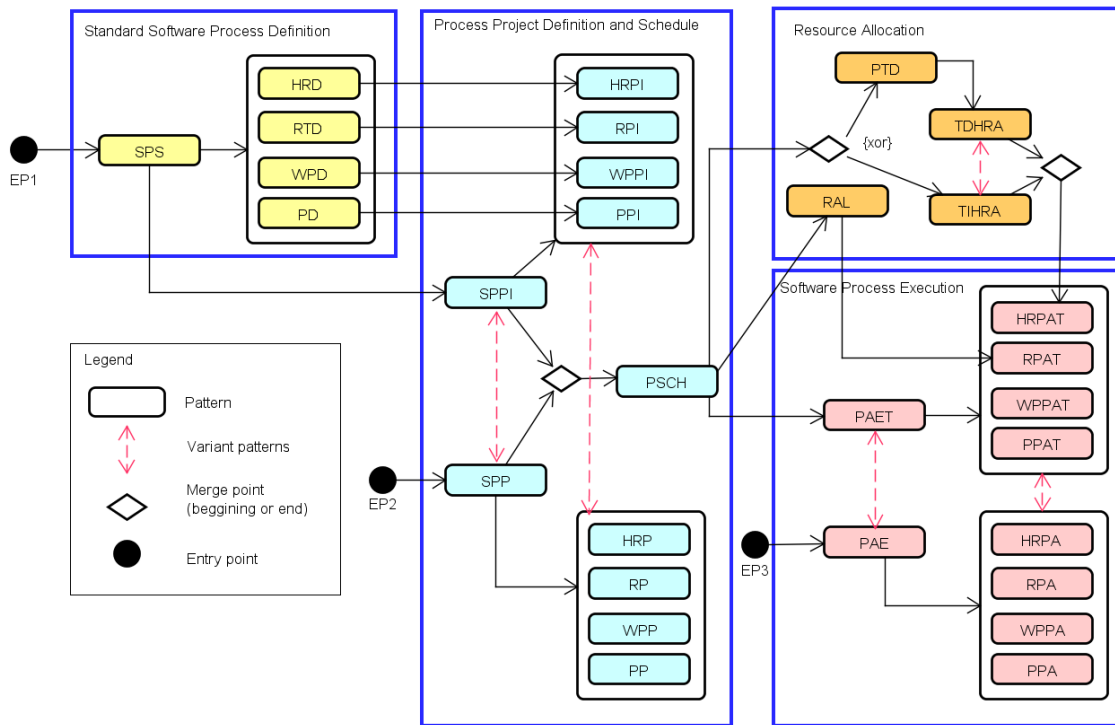 Standard Software Process Definition
HRD
RTD
SPS
WPD
PD
EP1
Process Project Definition and Schedule
HRPI
RPI
WPPI
PPI
SPPI
PSCH
SPP
EP2
HRP
RP
WPP
PP
Resource Allocation
PTD
TDHRA
{xor}
RAL
TIHRA
Software Process Execution
HRPAT
RPAT
WPPAT
PPAT
PAET
PAE
EP3
HRPA
RPA
WPPA
PPA
Legend
Pattern
Variant patterns
Merge point
(beggining or end)
Entry point